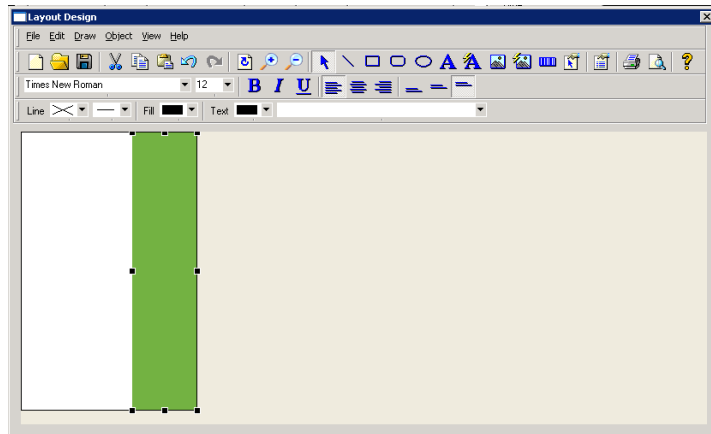 Layout Design
File Edit Draw Object View Help
Times New Roman 12 B I U
Line Fill Text